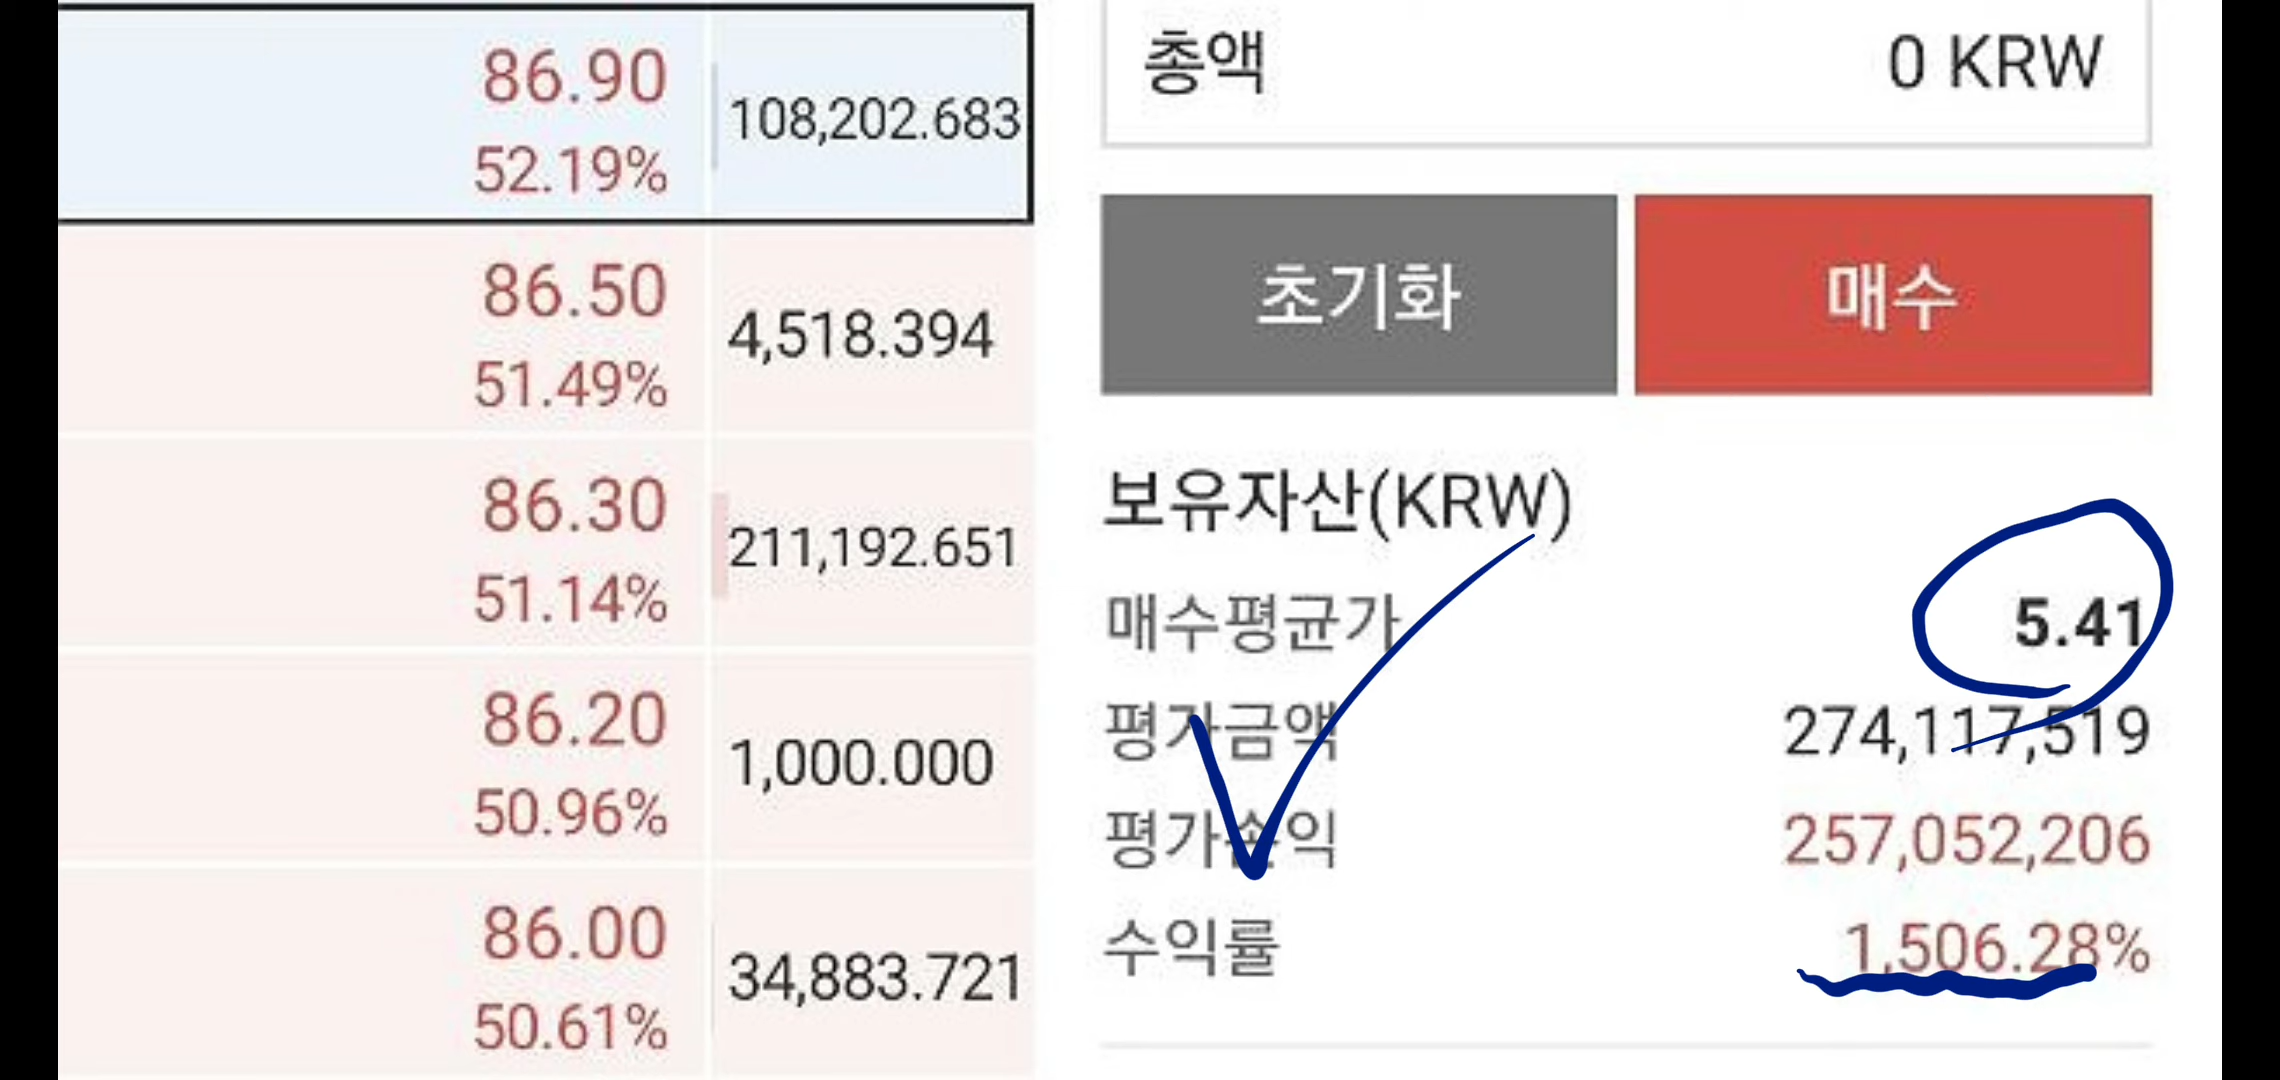 86.90
52.19%
108,202.683
86.50
51.49%
4,518.394
86.30
51.14%
211,192.651
86.20
50.96%
1,000.000
86.00
50.61%
34,883.721
총액 0 KRW
초기화 매수
보유자산(KRW)
매수평균가 5.41
평가금액 274,117,519
평가손익 257,052,206
수익률 1,506.28%